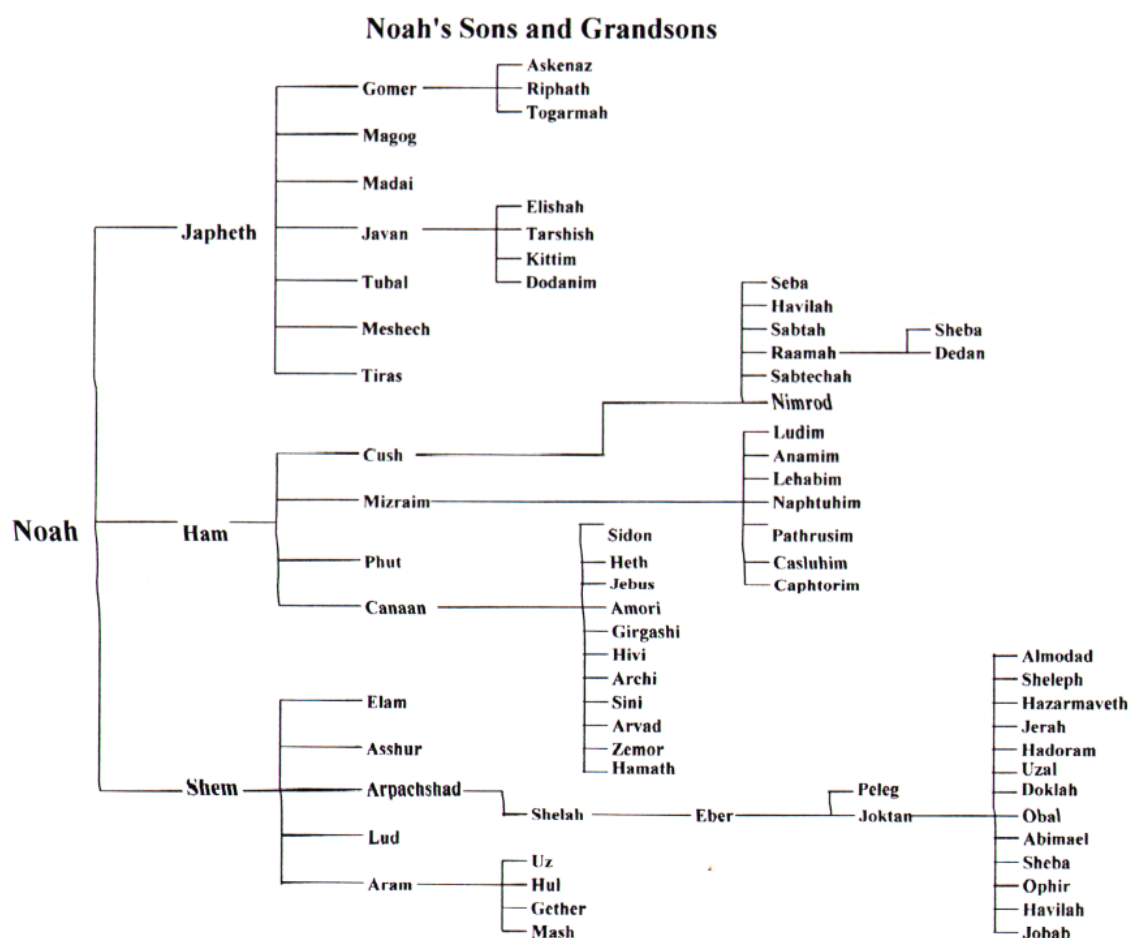 Noah's Sons and Grandsons
Noah
Japheth
Gomer
Askenaz
Riphath
Togarmah
Magog
Madai
Javan
Elishah
Tarshish
Kittim
Dodanim
Tubal
Meshech
Tiras
Ham
Cush
Seba
Havilah
Sabtah
Raamah
Sheba
Dedan
Sabtechah
Nimrod
Mizraim
Ludim
Anamim
Lehabim
Naphtuhim
Pathrusim
Casluhim
Caphtorim
Phut
Canaan
Sidon
Heth
Jebus
Amori
Girgashi
Hivi
Archi
Sini
Arvad
Zemor
Hamath
Shem
Elam
Asshur
Arpachshad
Shelah
Eber
Peleg
Joktan
Almodad
Sheleph
Hazarmaveth
Jerah
Hadoram
Uzal
Doklah
Obal
Abimael
Sheba
Ophir
Havilah
Jobab
Lud
Aram
Uz
Hul
Gether
Mash